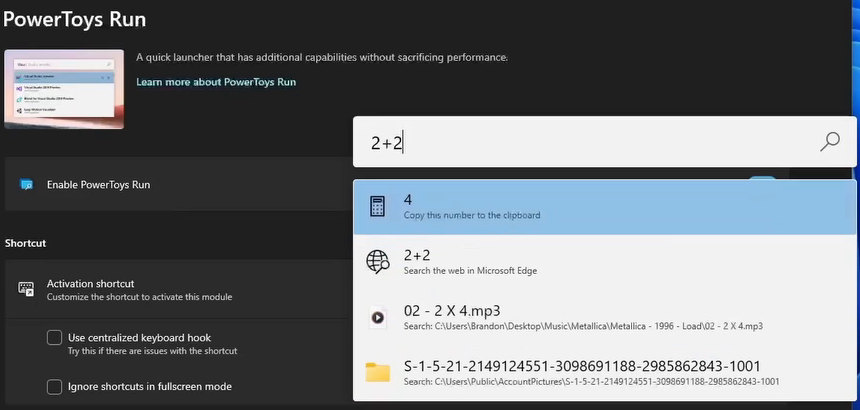 PowerToys Run
A quick launcher that has additional capabilities without sacrificing performance.
Learn more about PowerToys Run
2+2
Enable PowerToys Run
4
Copy this number to the clipboard
2+2
Search the web in Microsoft Edge
Shortcut
Activation shortcut
Customize the shortcut to activate this module
02 - 2 X 4.mp3
Search: C:\Users\Brandon\Desktop\Music\Metallica\Metallica - 1996 - Load\02 - 2 X 4.mp3
Use centralized keyboard hook
Try this if there are issues with the shortcut
S-1-5-21-2149124551-3098691188-2985862843-1001
Search: C:\Users\Public\AccountPictures\S-1-5-21-2149124551-3098691188-2985862843-1001
Ignore shortcuts in fullscreen mode